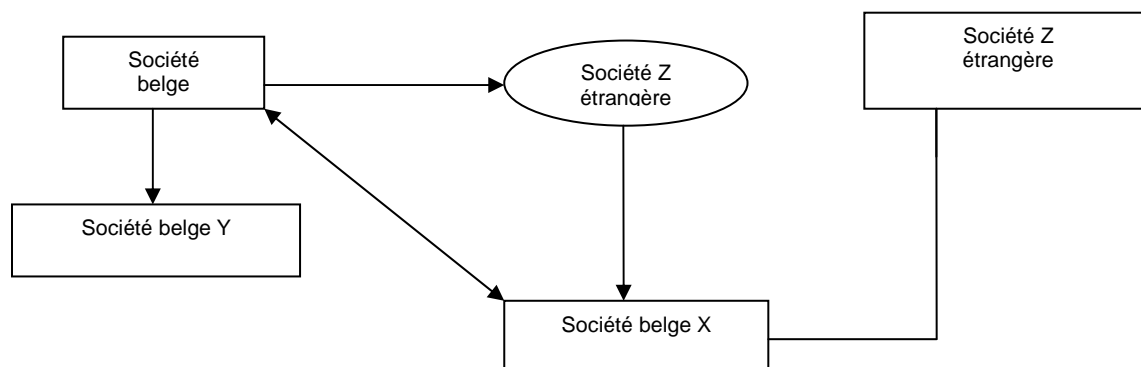 Société
belge
Société Z
étrangère
Société Z
étrangère
Société belge Y
Société belge X